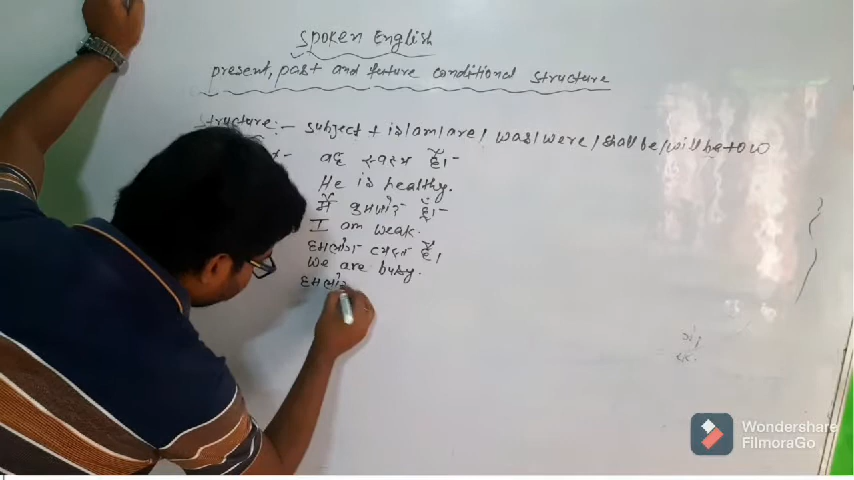 Spoken English
present, past and future conditional structure
Structure :- subject + is/am/are/ was/were/shall be/will be + o w
वह स्वस्थ है।-
He is healthy.
मैं कमजोर हूँ।-
I am weak.
हमलोग व्यस्त हैं।
We are busy.
हमलो
Wondershare
FilmoraGo